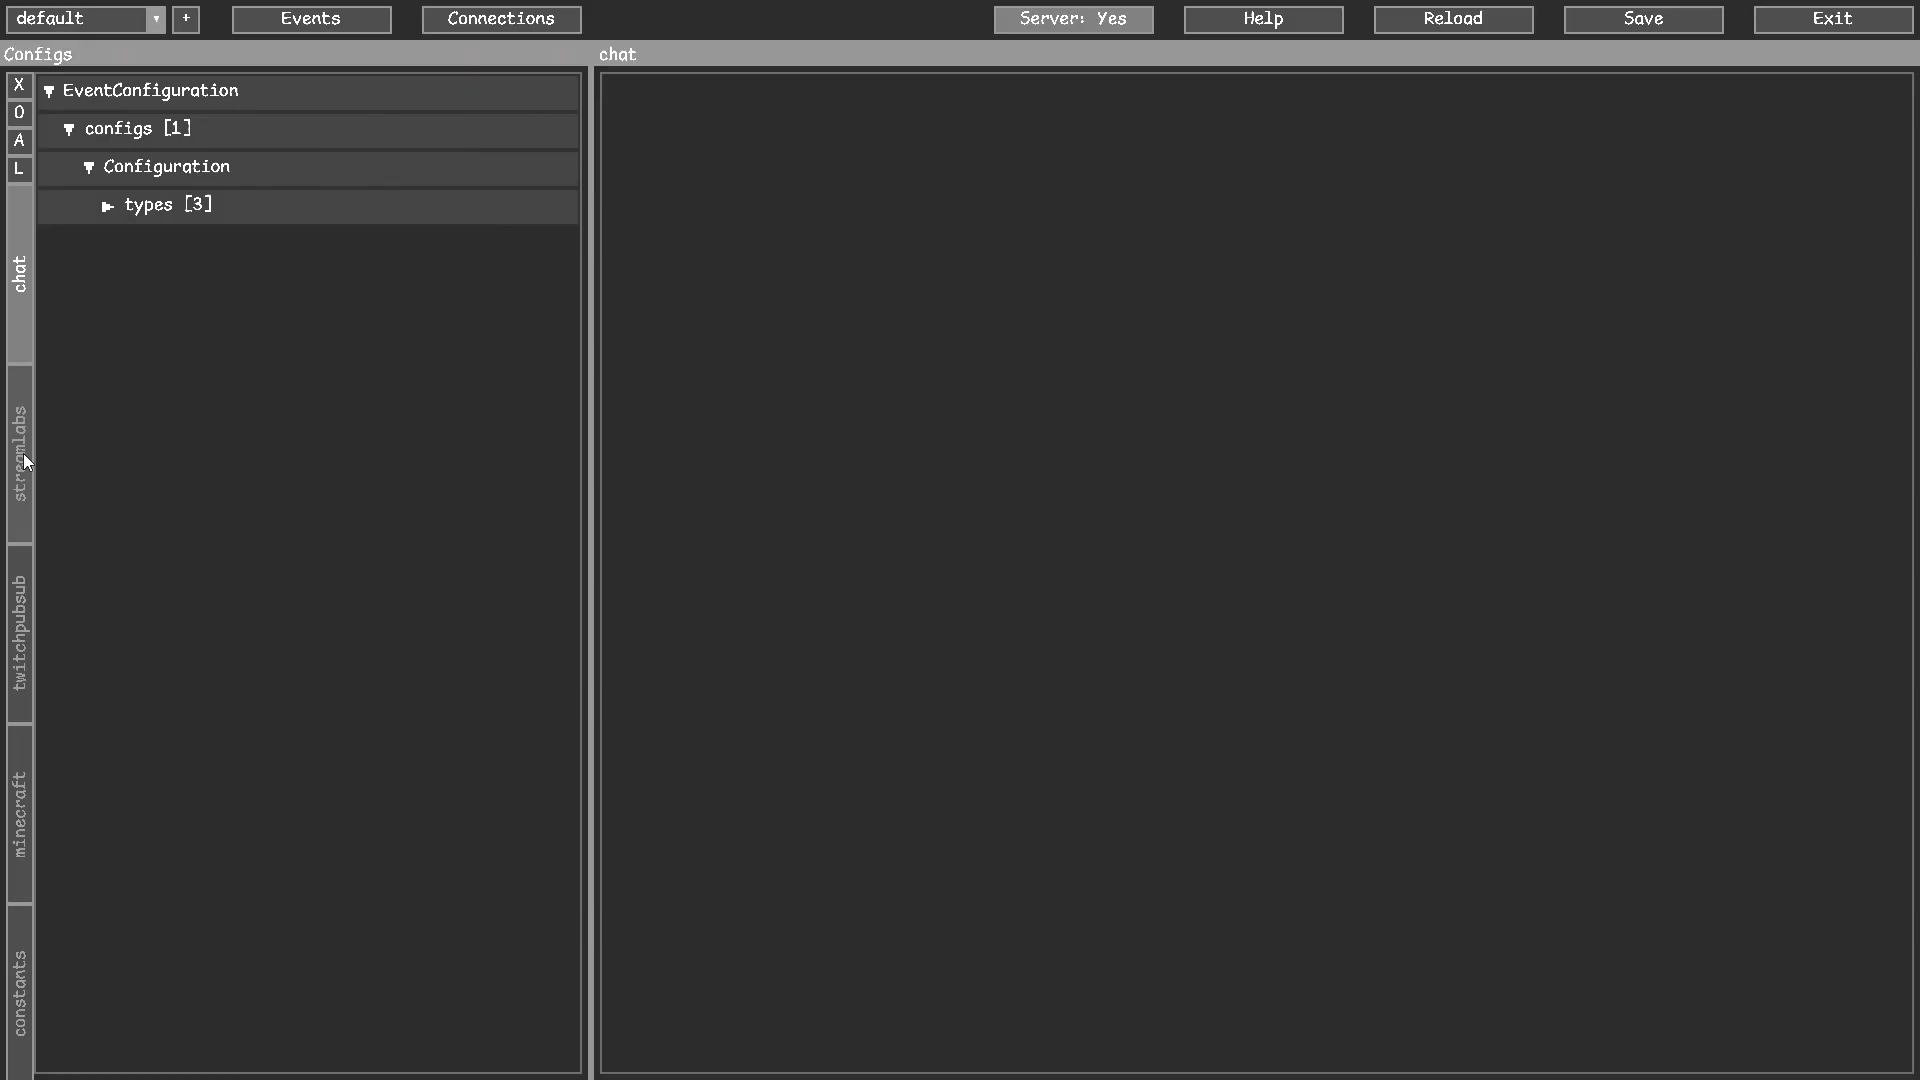 default
+
Events
Connections
Server: Yes
Help
Reload
Save
Exit
Configs
chat
X
O
A
L
chat
streamlabs
twitchpubsub
minecraft
constants
EventConfiguration
configs [1]
Configuration
types [3]